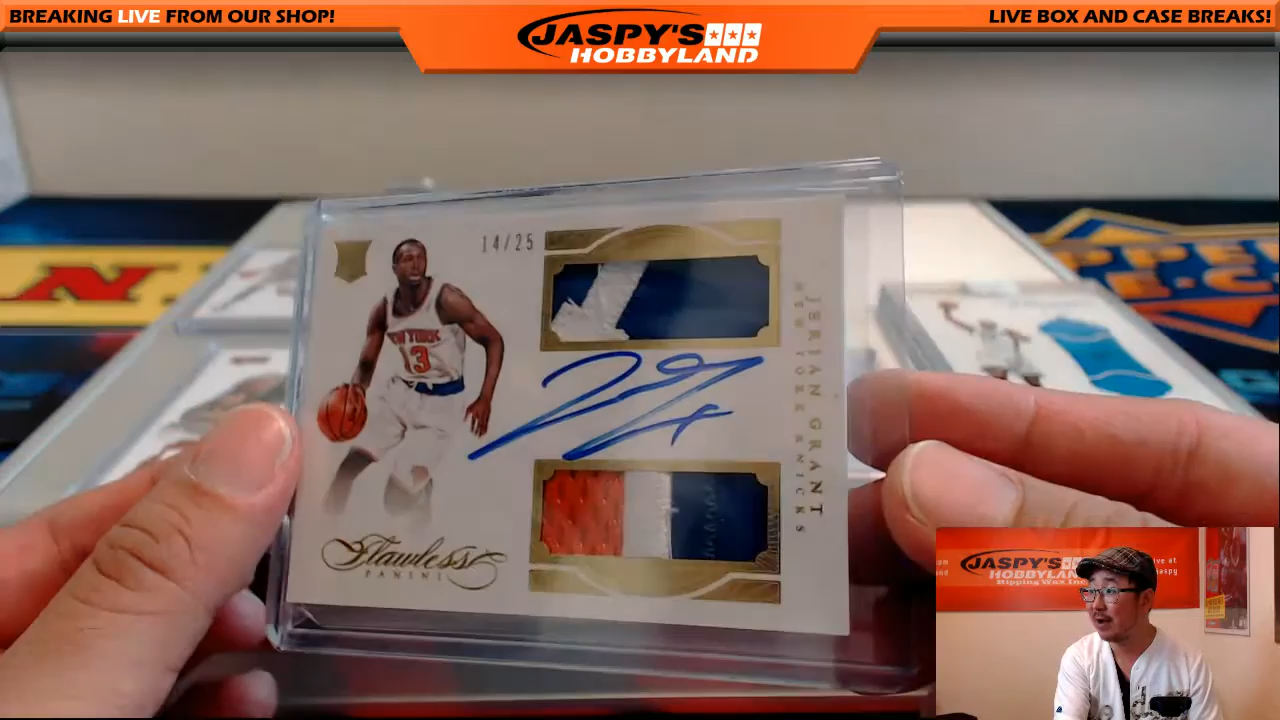 BREAKING LIVE FROM OUR SHOP!
JASPY'S
HOBBYLAND
LIVE BOX AND CASE BREAKS!
14/25
NEW YORK
13
JERIAN GRANT
NEW YORK KNICKS
Flawless
PANINI
JASPY'S
HOBBYLAND
Ripping Wax Inc.